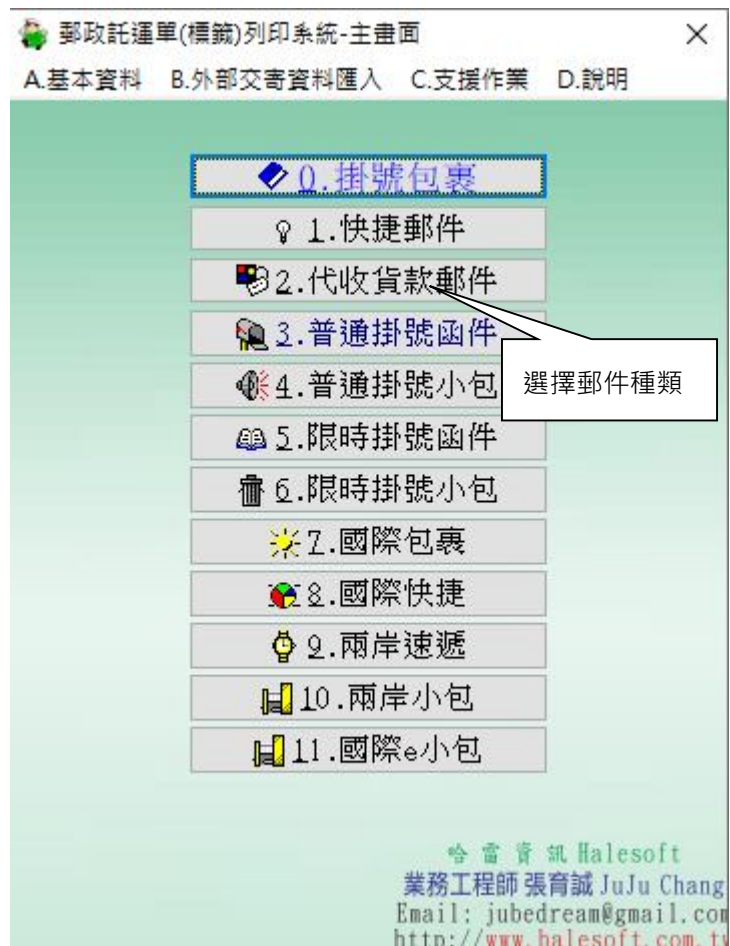 郵政託運單(標籤)列印系統-主畫面
A.基本資料 B.外部交寄資料匯入 C.支援作業 D.說明
0.掛號包裹
1.快捷郵件
2.代收貨款郵件
3.普通掛號函件
選擇郵件種類
4.普通掛號小包
5.限時掛號函件
6.限時掛號小包
7.國際包裹
8.國際快捷
9.兩岸速遞
10.兩岸小包
11.國際e小包
哈雷資訊 Halesoft
業務工程師 張育誠 JuJu Chang
Email: jubedream@gmail.com
http://www.halesoft.com.tw